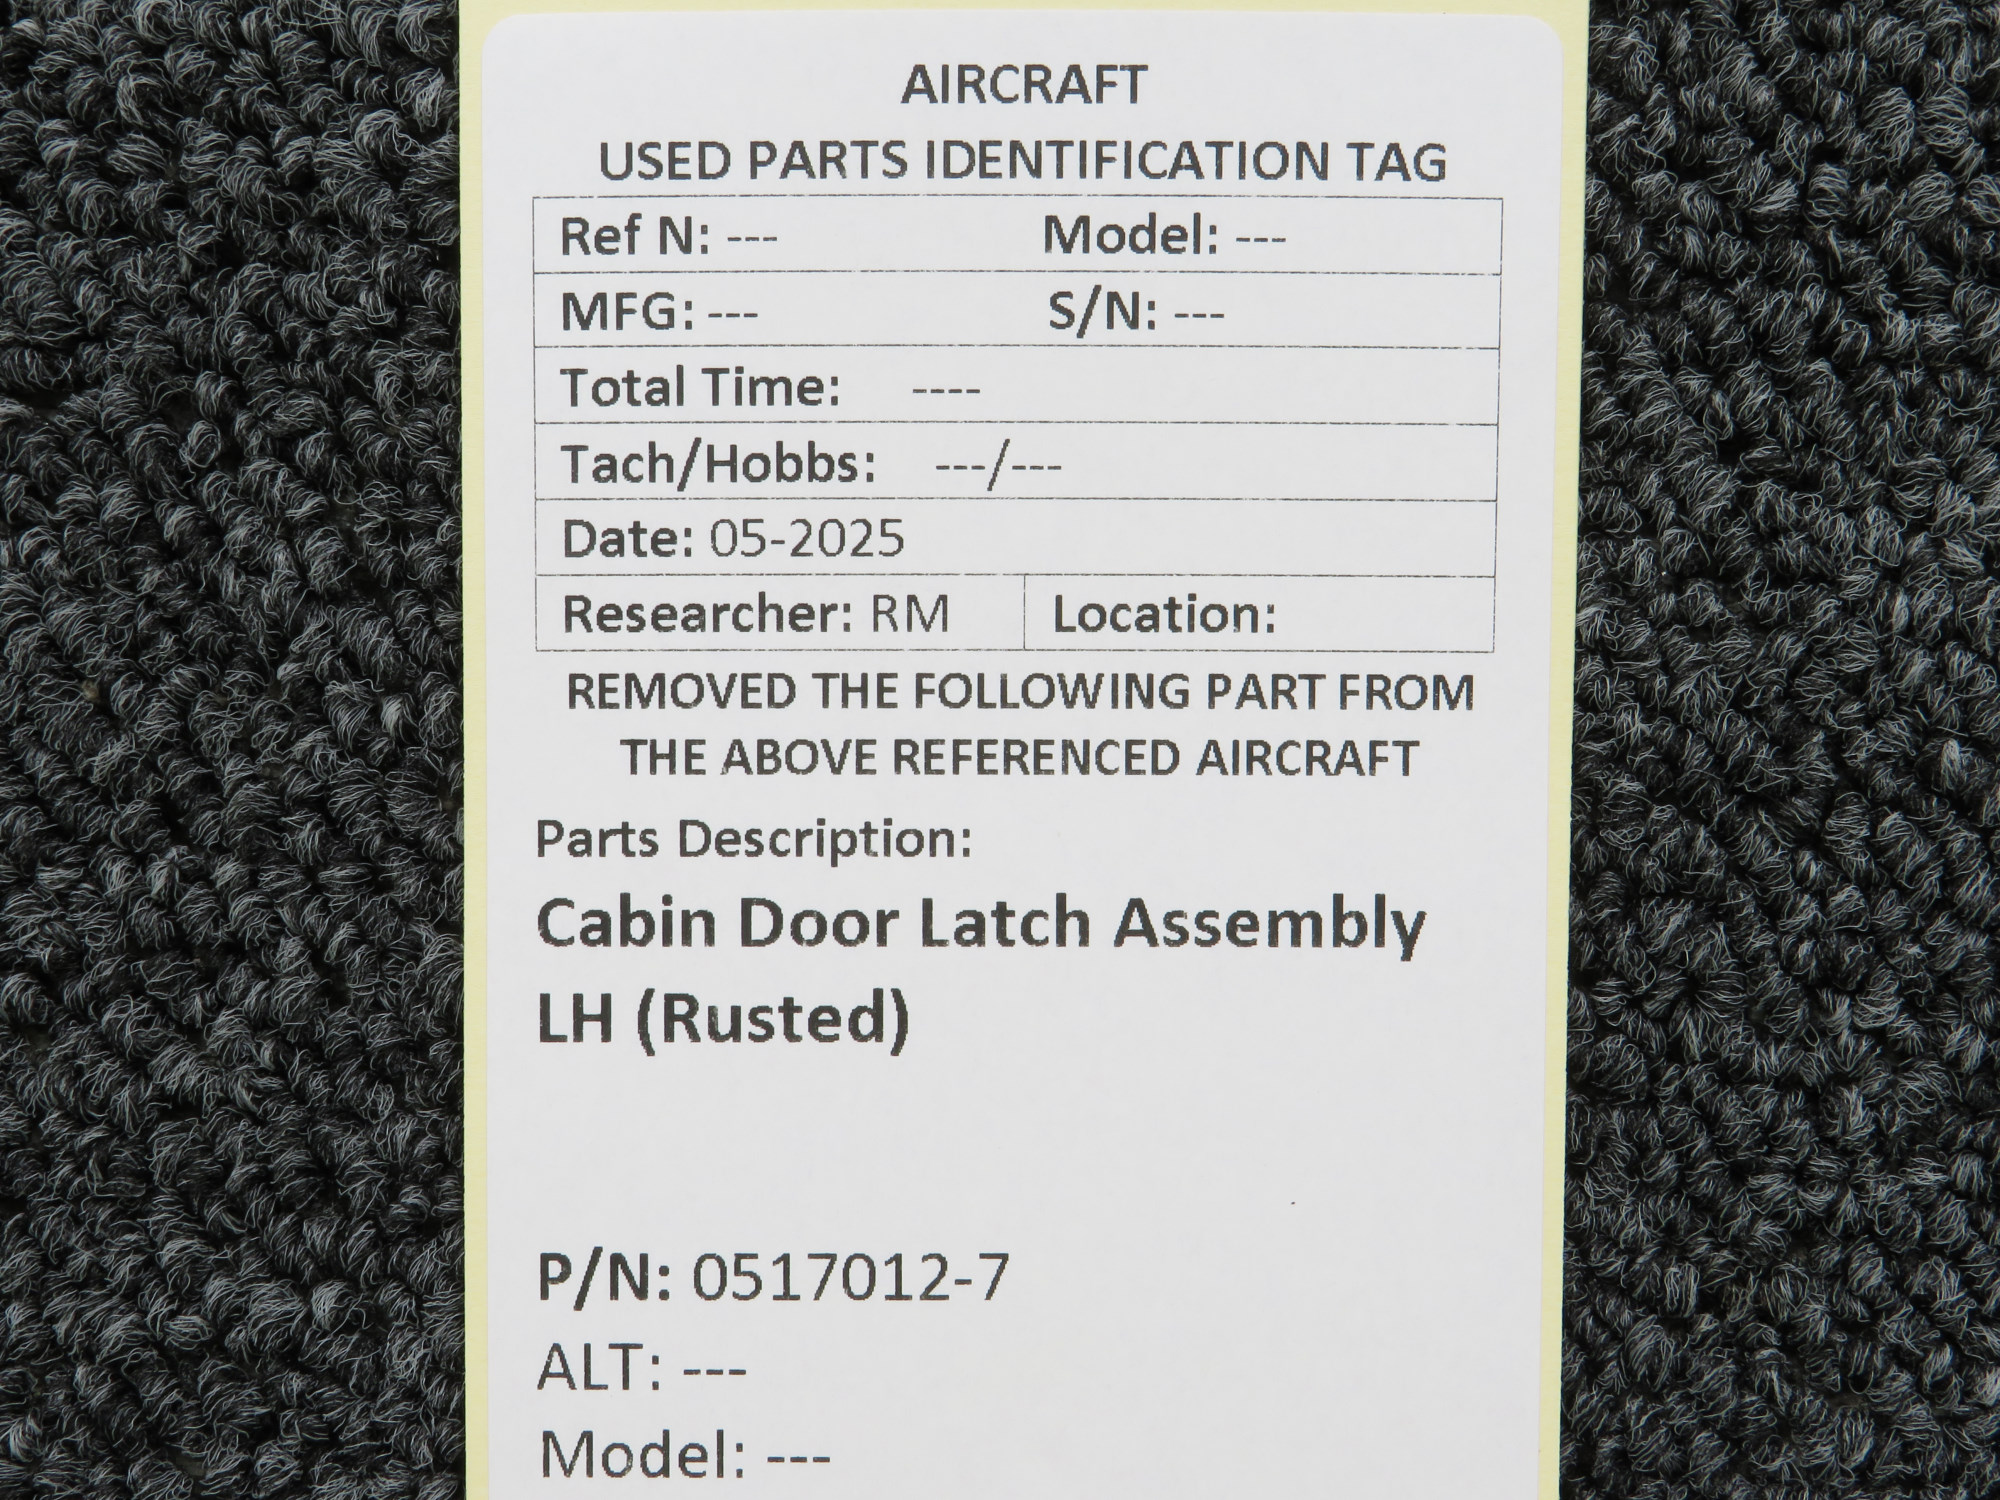 AIRCRAFT
USED PARTS IDENTIFICATION TAG
Ref N: --- Model: ---
MFG: --- S/N: ---
Total Time: ----
Tach/Hobbs: ---/---
Date: 05-2025
Researcher: RM Location:
REMOVED THE FOLLOWING PART FROM
THE ABOVE REFERENCED AIRCRAFT
Parts Description:
Cabin Door Latch Assembly
LH (Rusted)
P/N: 0517012-7
ALT: ---
Model: ---